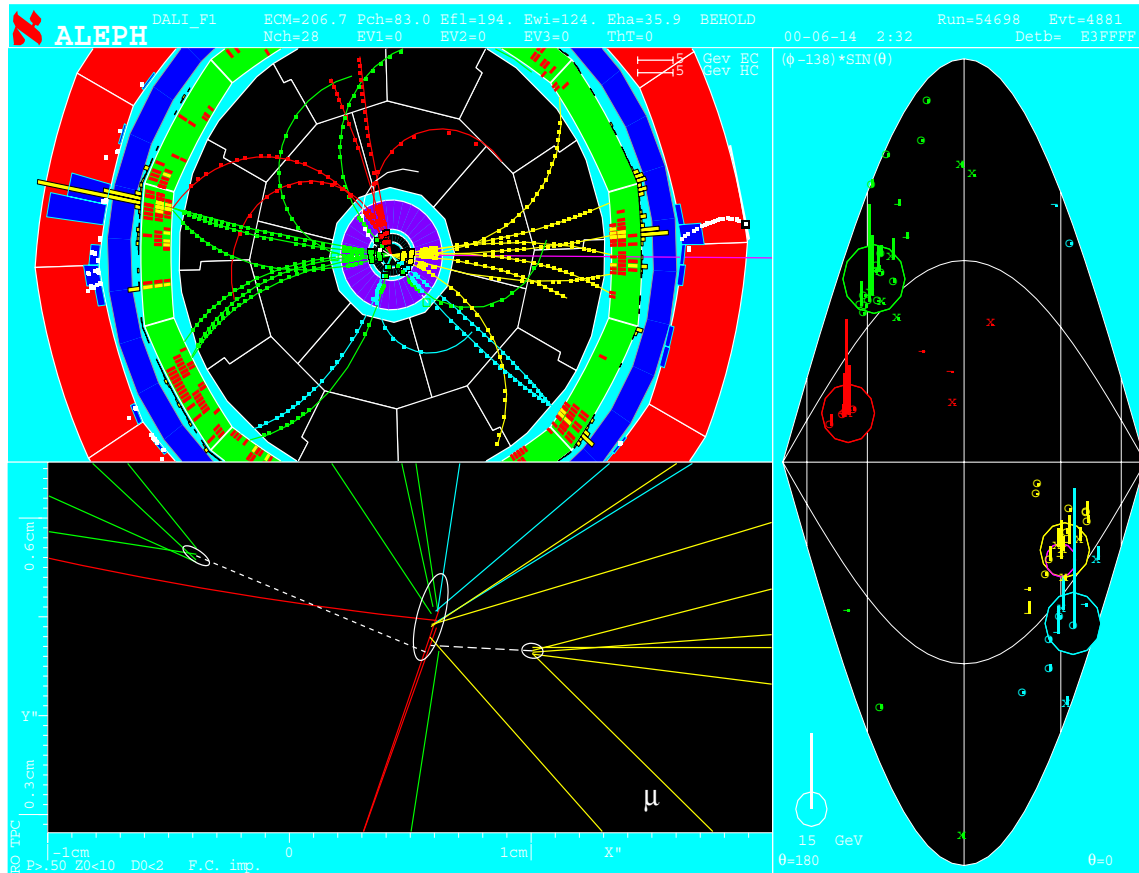 DALI_F1 ECM=206.7 Pch=83.0 Efl=194. Ewi=124. Eha=35.9 BEHOLD Run=54698 Evt=4881
ALEPH Nch=28 EV1=0 EV2=0 EV3=0 ThT=0 00-06-14 2:32 Detb= E3FFFF
5 Gev EC
5 Gev HC
(φ-138)*SIN(θ)
0.6cm
Y"
0.3cm
μ
15 GeV
θ=180 θ=0
-1cm 0 1cm X"
RO TPC
P>.50 Z0<10 D0<2 F.C. imp.